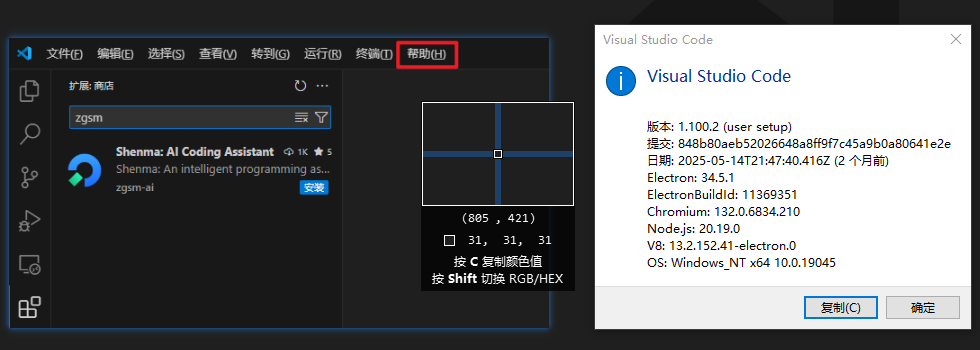 文件(F) 编辑(E) 选择(S) 查看(V) 转到(G) 运行(R) 终端(T) 帮助(H)
扩展: 商店
zgsm
Shenma: AI Coding Assistant 1K 5
Shenma: An intelligent programming as...
zgsm-ai 安装
(805 , 421)
31, 31, 31
按 C 复制颜色值
按 Shift 切换 RGB/HEX
Visual Studio Code
Visual Studio Code
版本: 1.100.2 (user setup)
提交: 848b80aeb52026648a8ff9f7c45a9b0a80641e2e
日期: 2025-05-14T21:47:40.416Z (2 个月前)
Electron: 34.5.1
ElectronBuildId: 11369351
Chromium: 132.0.6834.210
Node.js: 20.19.0
V8: 13.2.152.41-electron.0
OS: Windows_NT x64 10.0.19045
复制(C) 确定